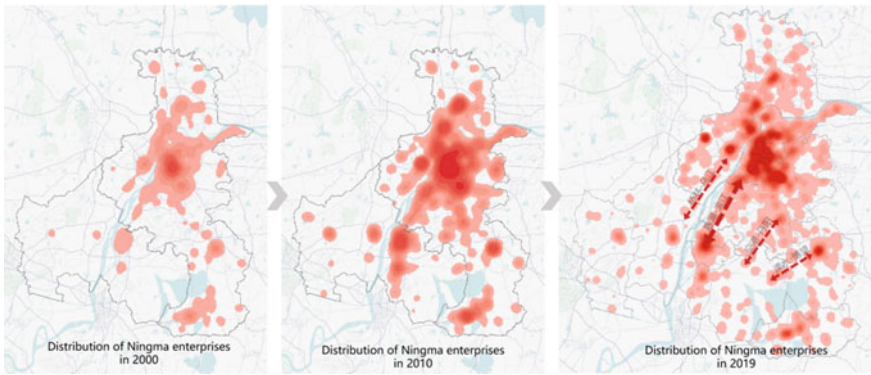 Distribution of Ningma enterprises
in 2000
Distribution of Ningma enterprises
in 2010
Distribution of Ningma enterprises
in 2019